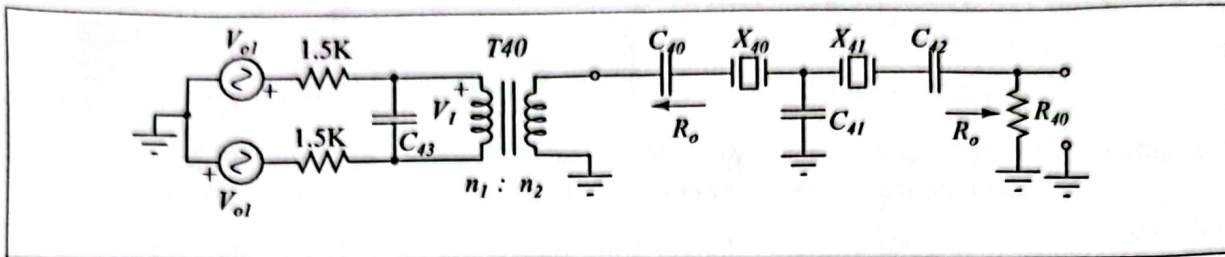 V_o1 1.5K T40 C_40 X_40 X_41 C_42
+ + V_1 C_43 R_o C_41 R_o R_40
1.5K
+ V_o1 n_1 : n_2